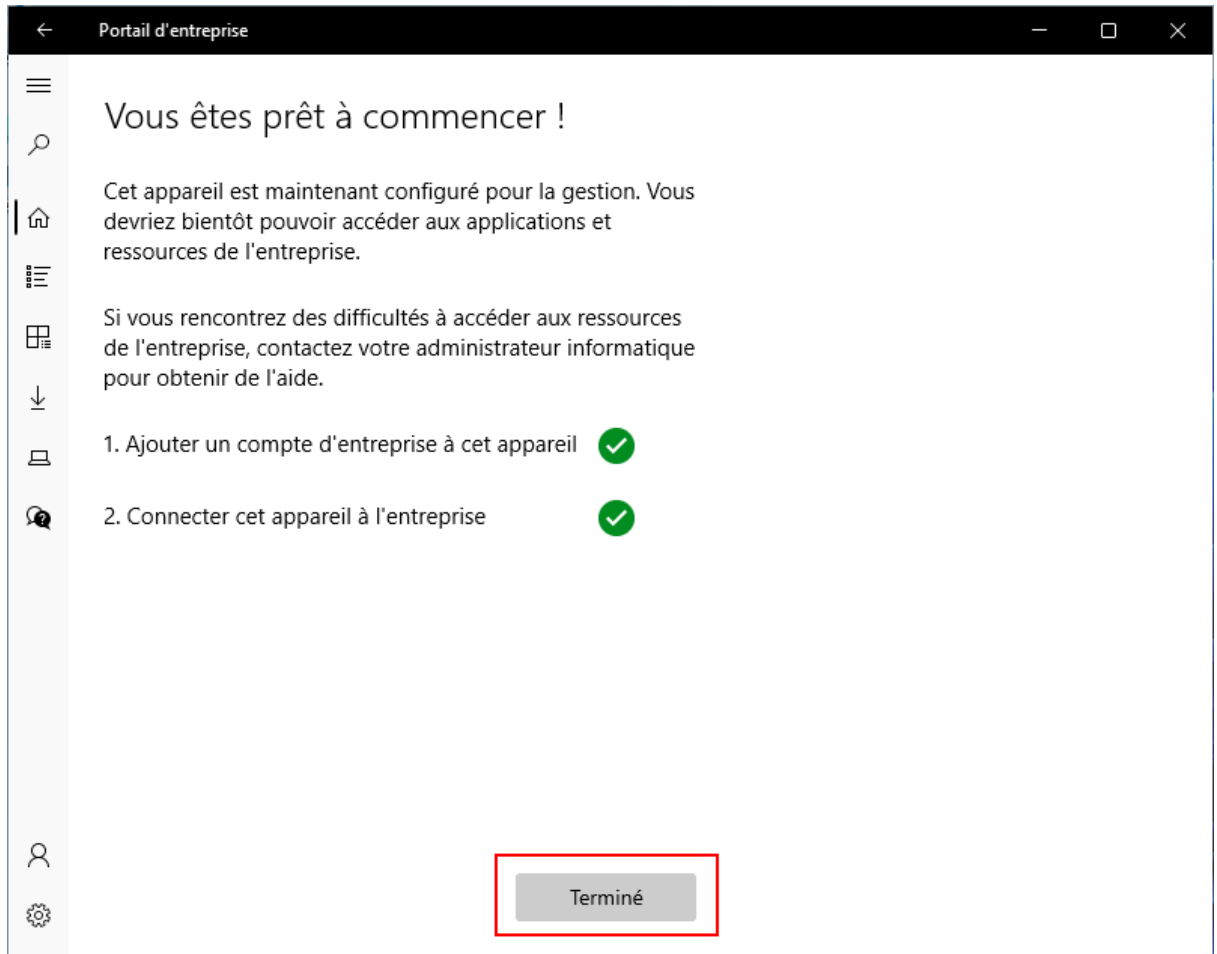 Portail d'entreprise
Vous êtes prêt à commencer !
Cet appareil est maintenant configuré pour la gestion. Vous
devriez bientôt pouvoir accéder aux applications et
ressources de l'entreprise.
Si vous rencontrez des difficultés à accéder aux ressources
de l'entreprise, contactez votre administrateur informatique
pour obtenir de l'aide.
1. Ajouter un compte d'entreprise à cet appareil
2. Connecter cet appareil à l'entreprise
Terminé